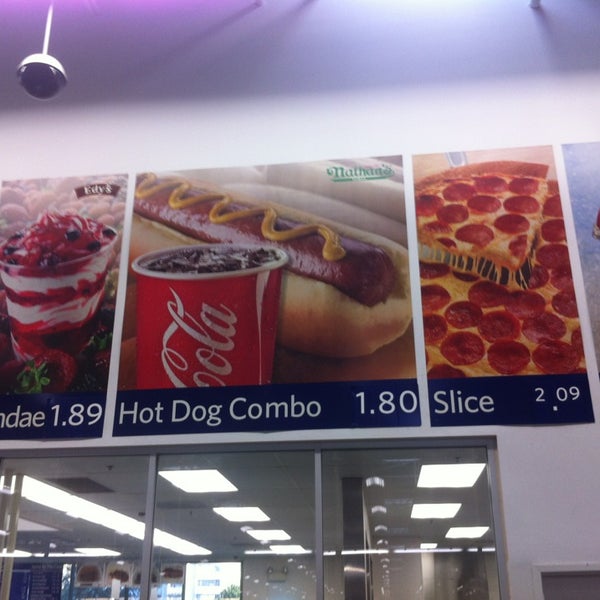 Edy's
ndae 1.89
Nathan's
Coca-Cola
Hot Dog Combo 1.80
Slice 2.09